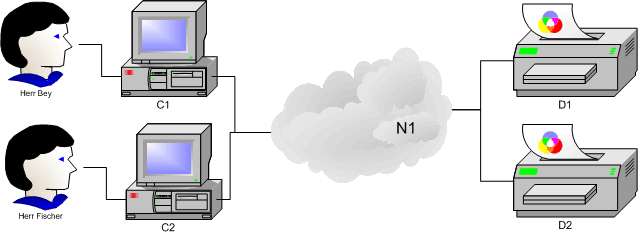 Herr Bey
C1
N1
D1
Herr Fischer
C2
D2